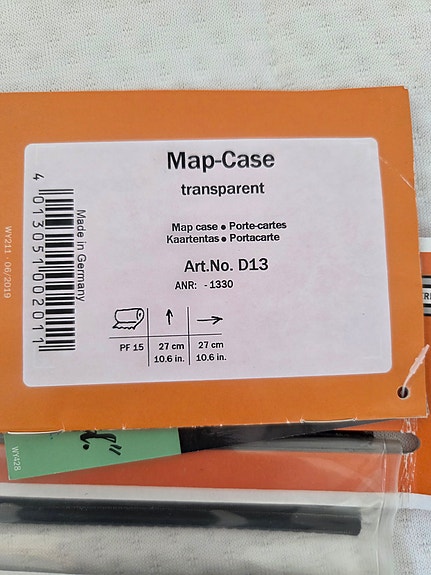 Map-Case
transparent
Map case ● Porte-cartes
Kaartentas ● Portacarte
Art.No. D13
ANR: -1330
PF 15
27 cm
10.6 in.
27 cm
10.6 in.
Made in Germany
4 013051 002011
WY211 · 06/2019
WY428